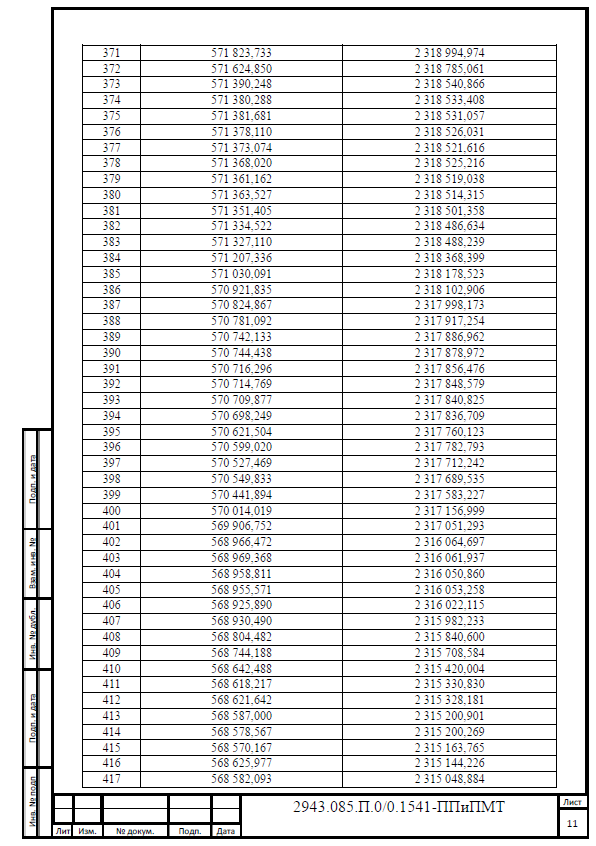 371 571 823,733 2 318 994,974
372 571 624,850 2 318 785,061
373 571 390,248 2 318 540,866
374 571 380,288 2 318 533,408
375 571 381,681 2 318 531,057
376 571 378,110 2 318 526,031
377 571 373,074 2 318 521,616
378 571 368,020 2 318 525,216
379 571 361,162 2 318 519,038
380 571 363,527 2 318 514,315
381 571 351,405 2 318 501,358
382 571 334,522 2 318 486,634
383 571 327,110 2 318 488,239
384 571 207,336 2 318 368,399
385 571 030,091 2 318 178,523
386 570 921,835 2 318 102,906
387 570 824,867 2 317 998,173
388 570 781,092 2 317 917,254
389 570 742,133 2 317 886,962
390 570 744,438 2 317 878,972
391 570 716,296 2 317 856,476
392 570 714,769 2 317 848,579
393 570 709,877 2 317 840,825
394 570 698,249 2 317 836,709
395 570 621,504 2 317 760,123
396 570 599,020 2 317 782,793
397 570 527,469 2 317 712,242
398 570 549,833 2 317 689,535
399 570 441,894 2 317 583,227
400 570 014,019 2 317 156,999
401 569 906,752 2 317 051,293
402 568 966,472 2 316 064,697
403 568 969,368 2 316 061,937
404 568 958,811 2 316 050,860
405 568 955,571 2 316 053,258
406 568 925,890 2 316 022,115
407 568 930,490 2 315 982,233
408 568 804,482 2 315 840,600
409 568 744,188 2 315 708,584
410 568 642,488 2 315 420,004
411 568 618,217 2 315 330,830
412 568 621,642 2 315 328,181
413 568 587,000 2 315 200,901
414 568 578,567 2 315 200,269
415 568 570,167 2 315 163,765
416 568 625,977 2 315 144,226
417 568 582,093 2 315 048,884
Подп. и дата
Взам. инв. №
Инв. № дубл.
Подп. и дата
Инв. № подп
2943.085.П.0/0.1541-ППиПМТ
Лист
11
Лит Изм. № докум. Подп. Дата